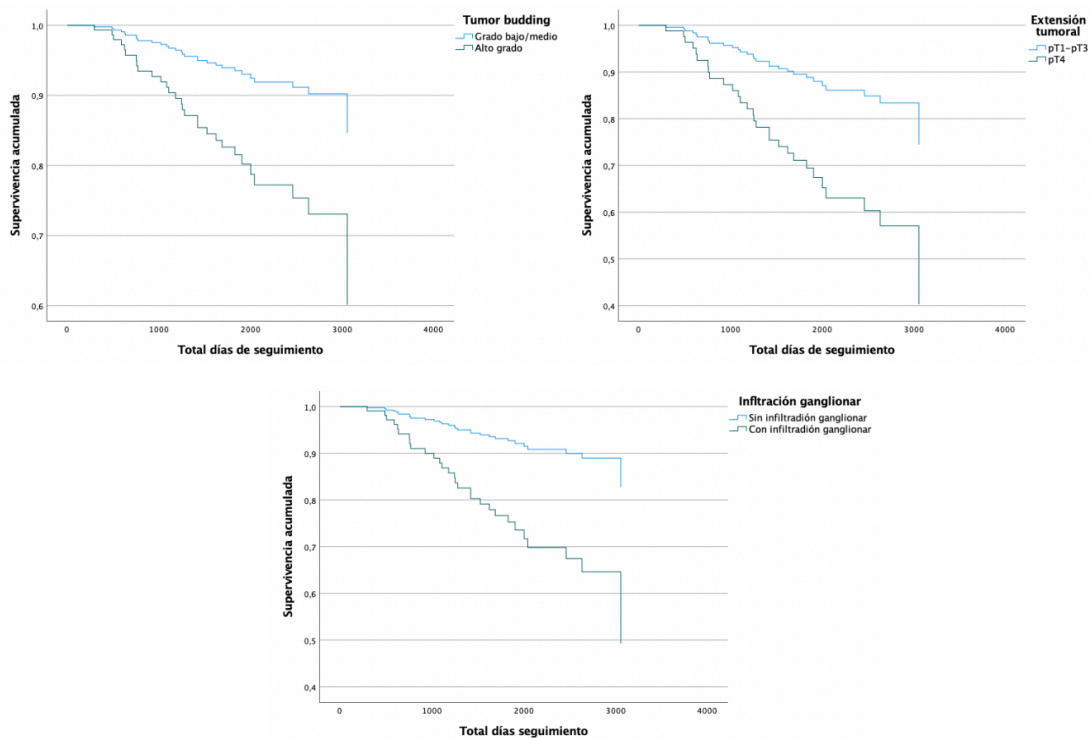 Tumor budding
Grado bajo/medio
Alto grado
Supervivencia acumulada
1,0
0,9
0,8
0,7
0,6
0
1000
2000
3000
4000
Total días de seguimiento
Extensión
tumoral
pT1-pT3
pT4
Supervivencia acumulada
1,0
0,9
0,8
0,7
0,6
0,5
0,4
0
1000
2000
3000
4000
Total días de seguimiento
Infltración ganglionar
Sin infiltradión ganglionar
Con infiltradión ganglionar
Supervivencia acumulada
1,0
0,9
0,8
0,7
0,6
0,5
0,4
0
1000
2000
3000
4000
Total días seguimiento